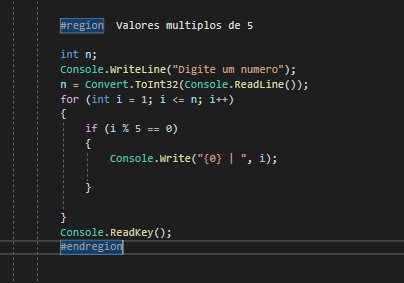 #region Valores multiplos de 5
int n;
Console.WriteLine("Digite um numero");
n = Convert.ToInt32(Console.ReadLine());
for (int i = 1; i <= n; i++)
{
if (i % 5 == 0)
{
Console.Write("{0} | ", i);
}
}
Console.ReadKey();
#endregion